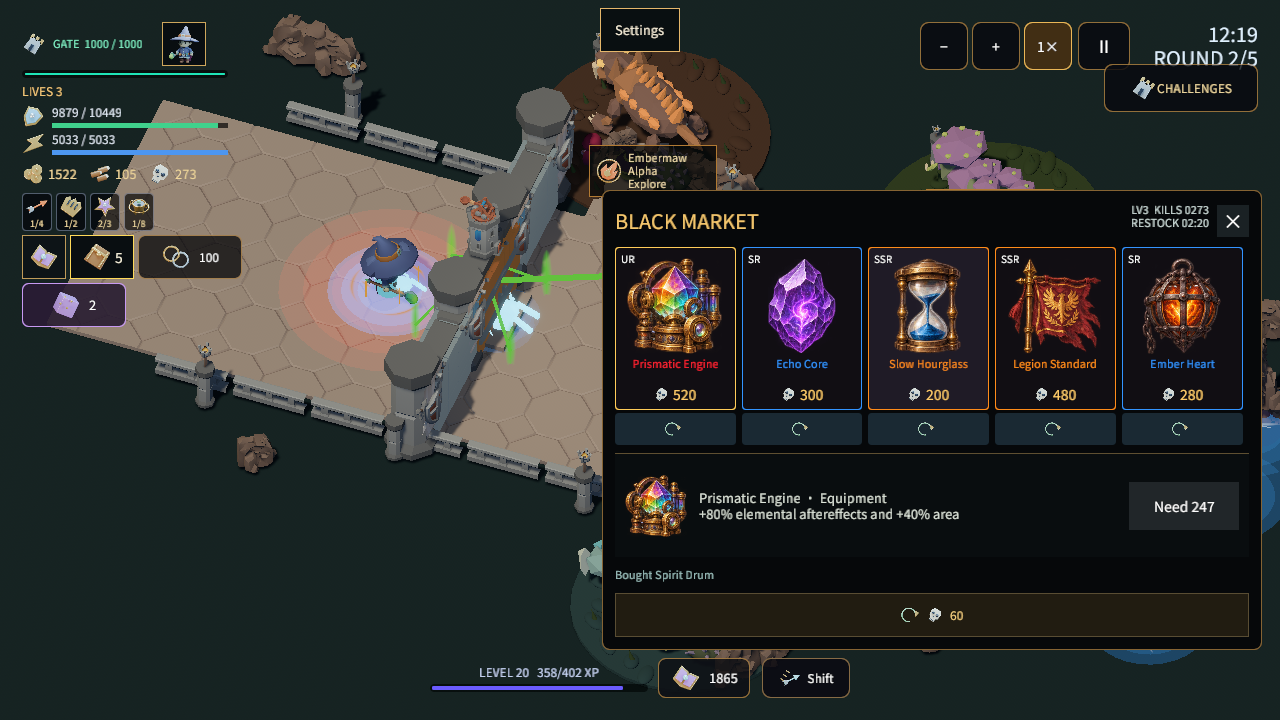 GATE 1000 / 1000
LIVES 3
9879 / 10449
5033 / 5033
1522
105
273
1/4
1/2
2/3
1/8
5
100
2
Settings
−
+
1×
12:19
ROUND 2/5
CHALLENGES
Embermaw
Alpha
Explore
BLACK MARKET
LV3 KILLS 0273
RESTOCK 02:20
UR
Prismatic Engine
520
SR
Echo Core
300
SSR
Slow Hourglass
200
SSR
Legion Standard
480
SR
Ember Heart
280
Prismatic Engine • Equipment
+80% elemental aftereffects and +40% area
Need 247
Bought Spirit Drum
60
LEVEL 20 358/402 XP
1865
Shift